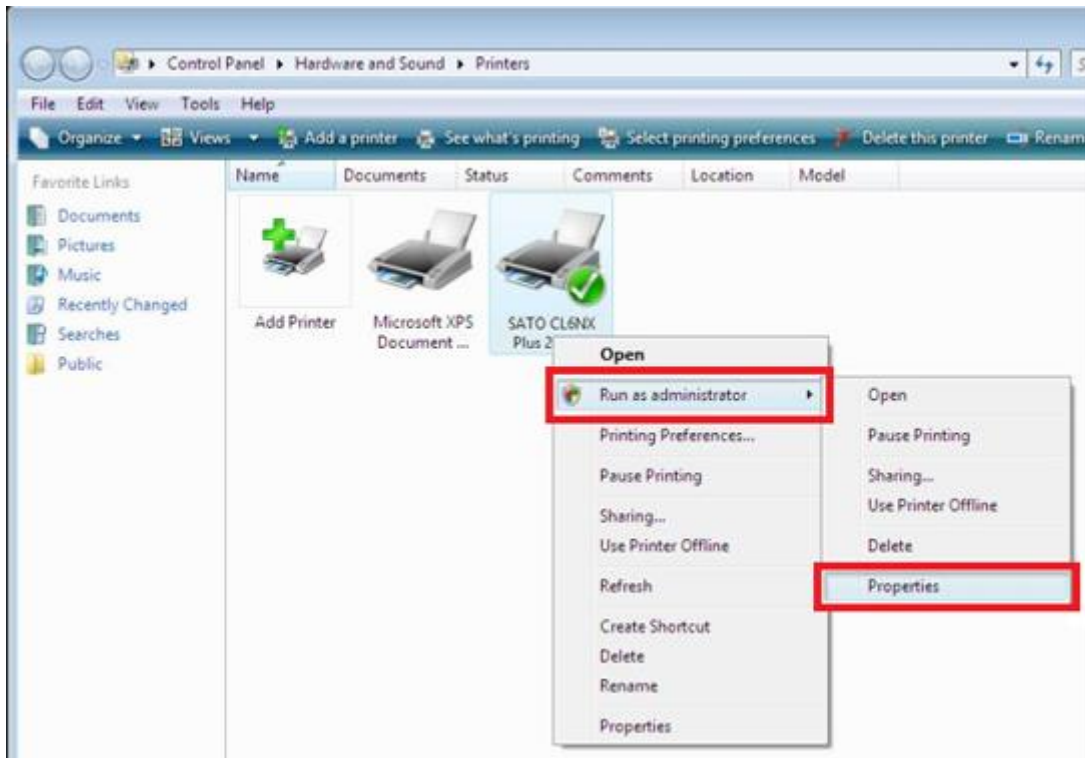 Control Panel ▸ Hardware and Sound ▸ Printers
File Edit View Tools Help
Organize Views Add a printer See what's printing Select printing preferences Delete this printer
Favorite Links
Documents
Pictures
Music
Recently Changed
Searches
Public
Name Documents Status Comments Location Model
Add Printer
Microsoft XPS
Document ...
SATO CL6NX
Plus
Open
Run as administrator
Printing Preferences...
Pause Printing
Sharing...
Use Printer Offline
Refresh
Create Shortcut
Delete
Rename
Properties
Open
Pause Printing
Sharing...
Use Printer Offline
Delete
Properties